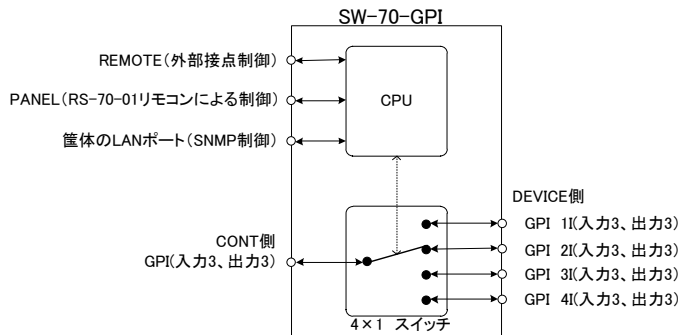 SW-70-GPI
REMOTE(外部接点制御)
PANEL(RS-70-01リモコンによる制御)
筐体のLANポート(SNMP制御)
CPU
DEVICE側
GPI 1I(入力3、出力3)
GPI 2I(入力3、出力3)
GPI 3I(入力3、出力3)
GPI 4I(入力3、出力3)
CONT側
GPI(入力3、出力3)
4×1 スイッチ